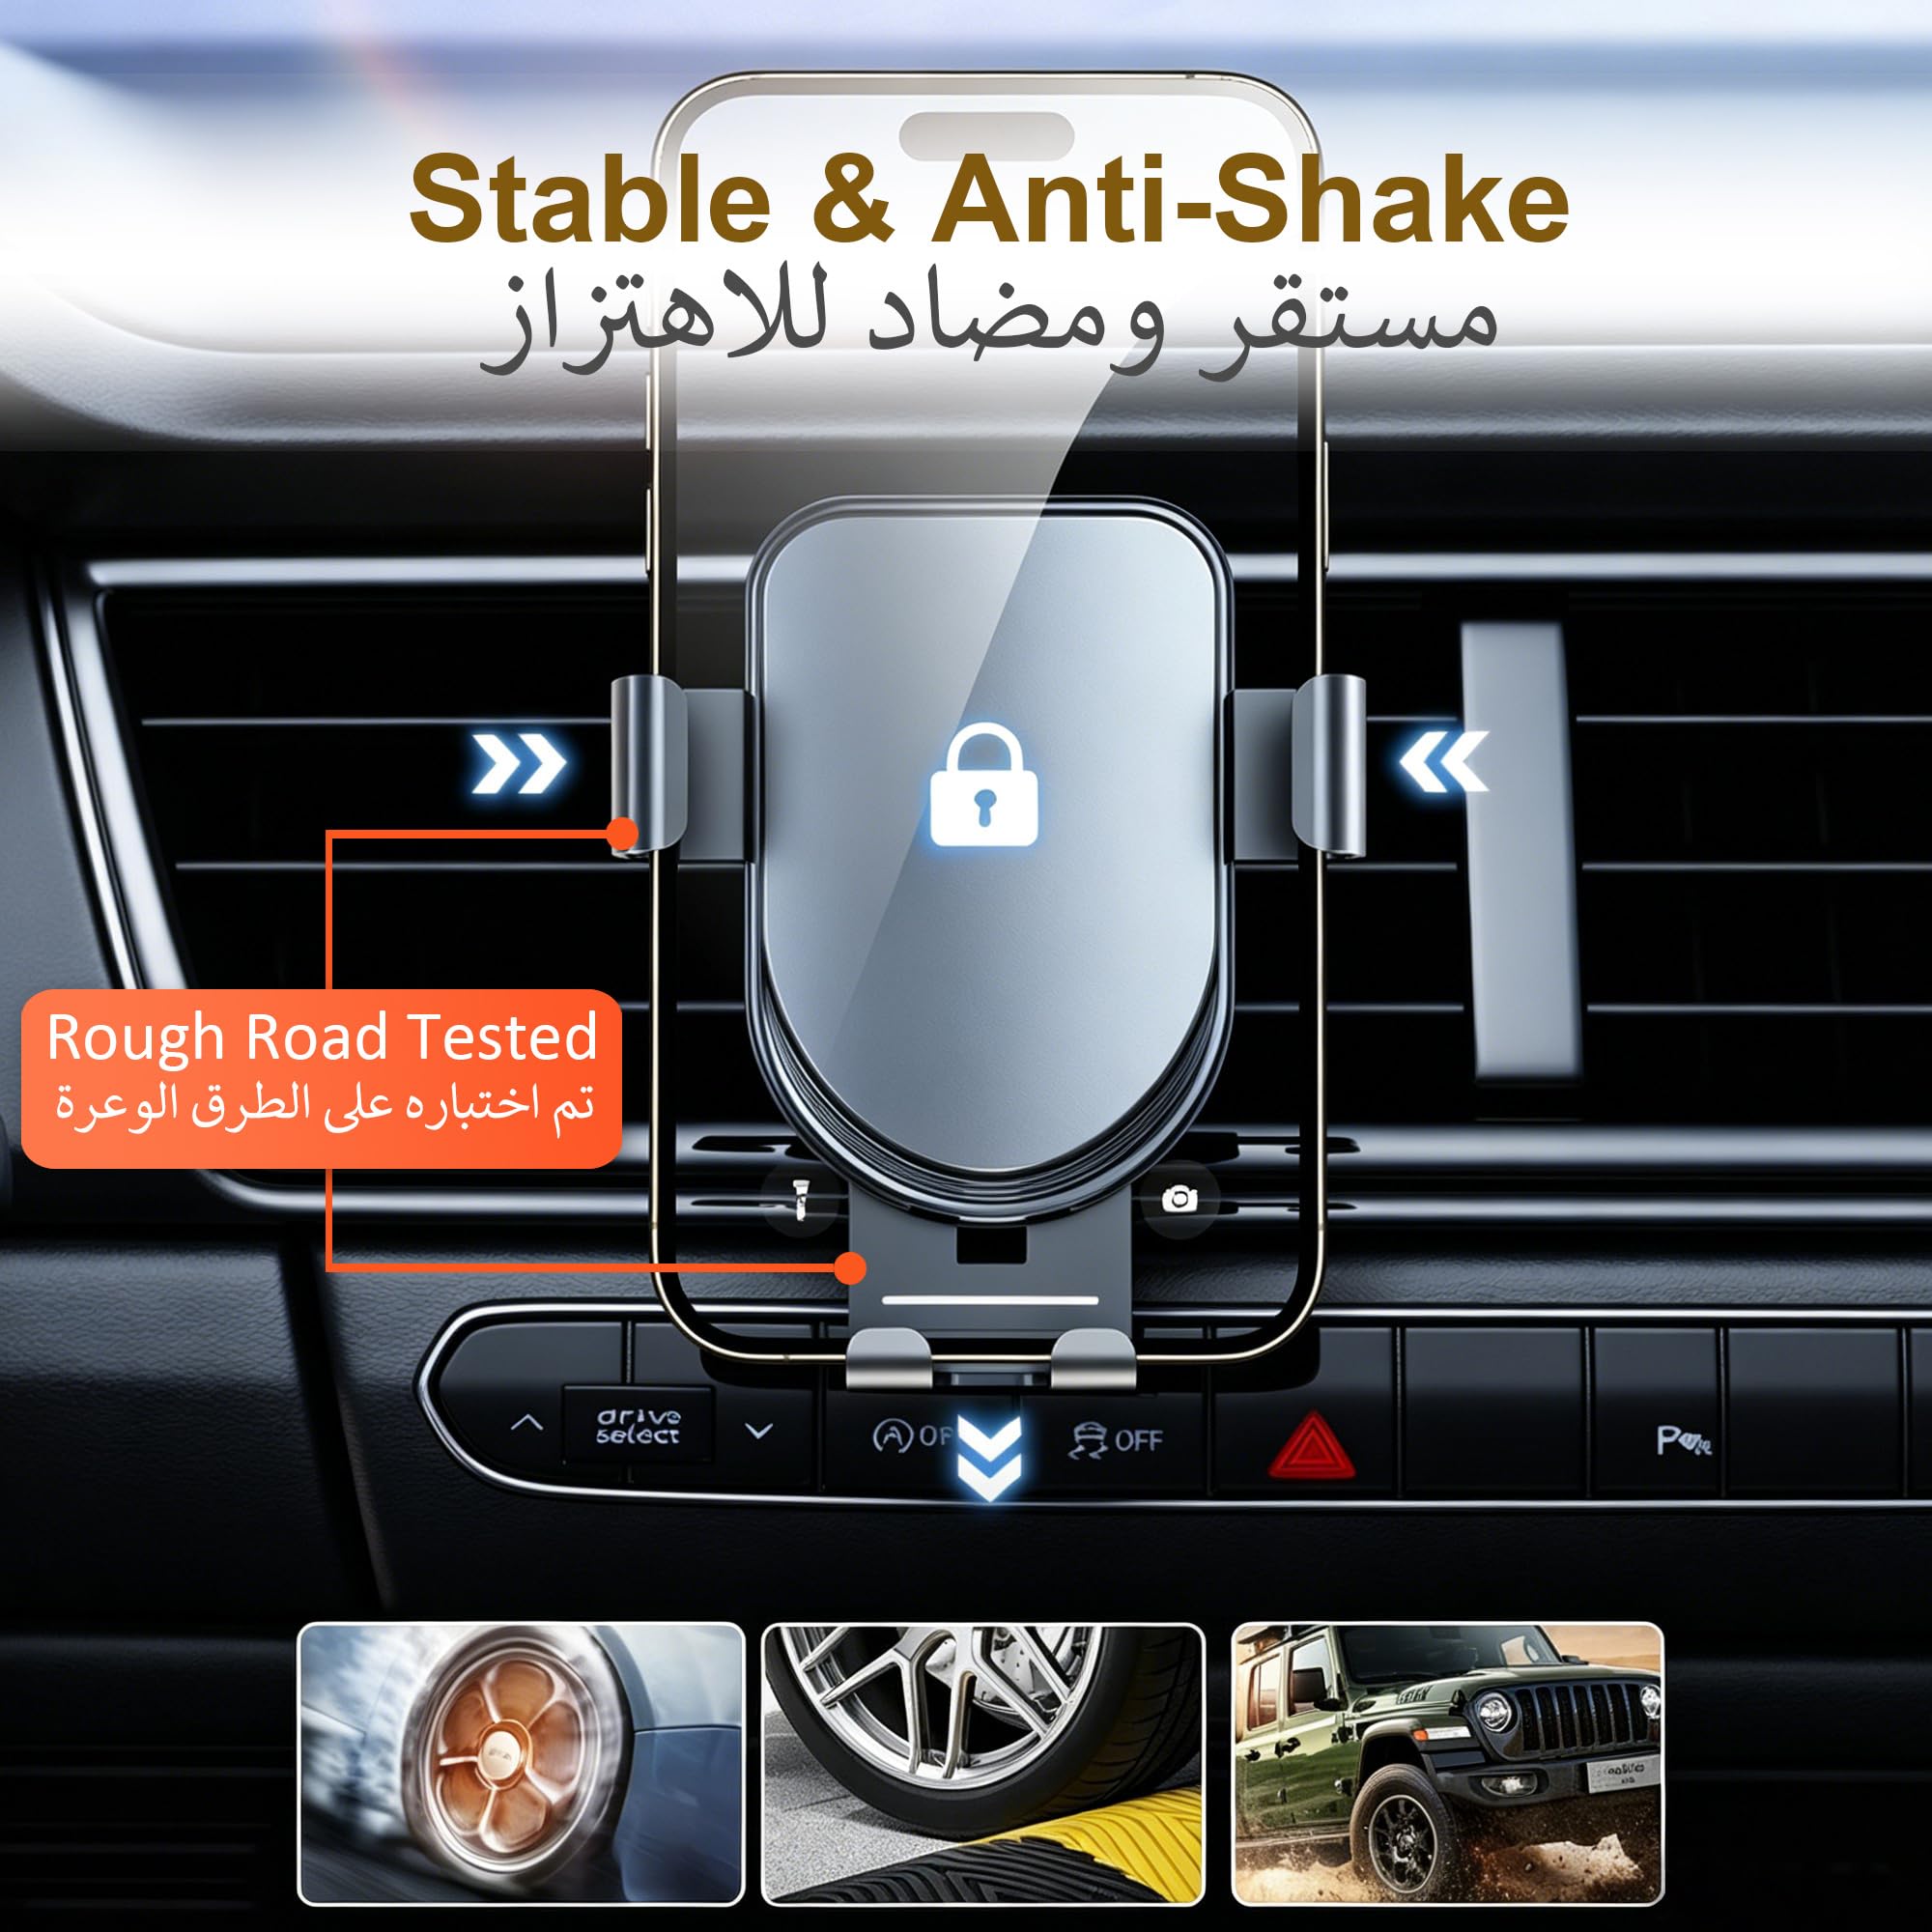 Stable & Anti-Shake
مستقر ومضاد للاهتزاز
Rough Road Tested
تم اختباره على الطرق الوعرة
drive
select
OFF